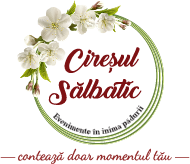 Cireșul
Sălbatic
Evenimente în inima pădurii
contează doar momentul tău